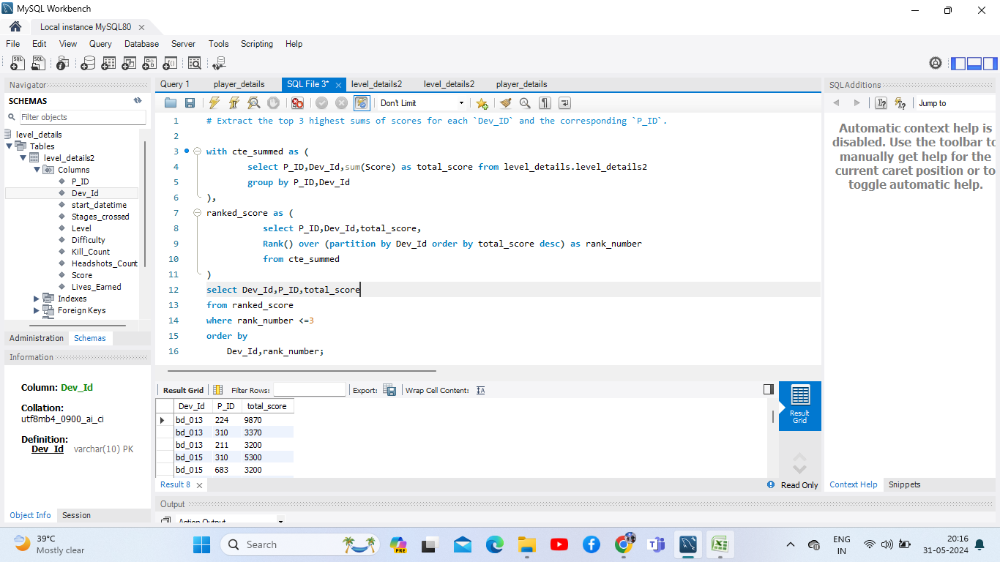 MySQL Workbench
Local instance MySQL80
File Edit View Query Database Server Tools Scripting Help
Navigator
SCHEMAS
Filter objects
level_details
Tables
level_details2
Columns
P_ID
Dev_Id
start_datetime
Stages_crossed
Level
Difficulty
Kill_Count
Headshots_Count
Score
Lives_Earned
Indexes
Foreign Keys
Administration Schemas
Information
Column: Dev_Id
Collation:
utf8mb4_0900_ai_ci
Definition:
Dev_Id varchar(10) PK
Object Info Session
Query 1 player_details SQL File 3* level_details2 level_details2 player_details
Don't Limit
1 # Extract the top 3 highest sums of scores for each `Dev_ID` and the corresponding `P_ID`.
2
3 with cte_summed as (
4 select P_ID,Dev_Id,sum(Score) as total_score from level_details.level_details2
5 group by P_ID,Dev_Id
6 ),
7 ranked_score as (
8 select P_ID,Dev_Id,total_score,
9 Rank() over (partition by Dev_Id order by total_score desc) as rank_number
10 from cte_summed
11 )
12 select Dev_Id,P_ID,total_score
13 from ranked_score
14 where rank_number <=3
15 order by
16 Dev_Id,rank_number;
Result Grid Filter Rows: Export: Wrap Cell Content:
Dev_Id P_ID total_score
bd_013 224 9870
bd_013 310 3370
bd_013 211 3200
bd_015 310 5300
bd_015 683 3200
Result
Grid
Result 8
Read Only
Output
Action Output
SQLAdditions
Jump to
Automatic context help is
disabled. Use the toolbar to
manually get help for the
current caret position or to
toggle automatic help.
Context Help Snippets
39°C
Mostly clear
Search
PRE
ENG
IN
20:16
31-05-2024